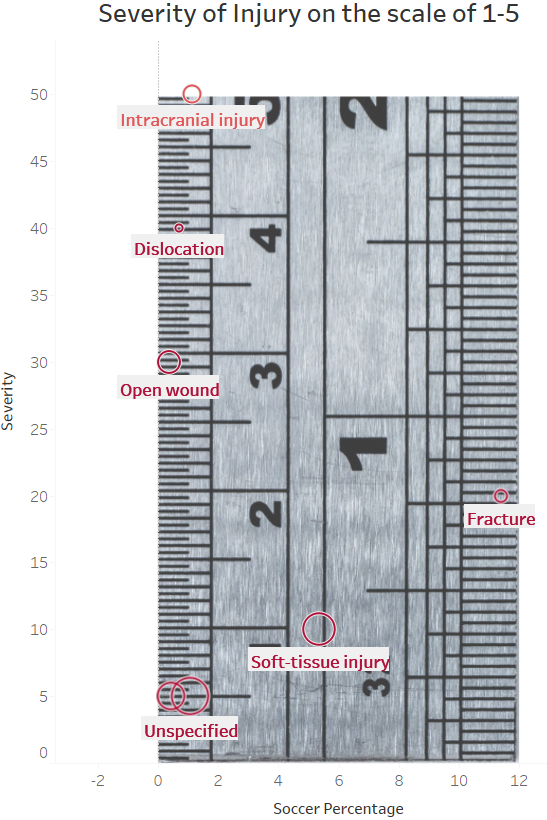 Severity of Injury on the scale of 1-5
50
Intracranial injury
5
2
45
40
4
Dislocation
35
30
3
Open wound
25
1
20
2
Fracture
15
10
Soft-tissue injury
3
5
Unspecified
0
-2 0 2 4 6 8 10 12
Severity
Soccer Percentage